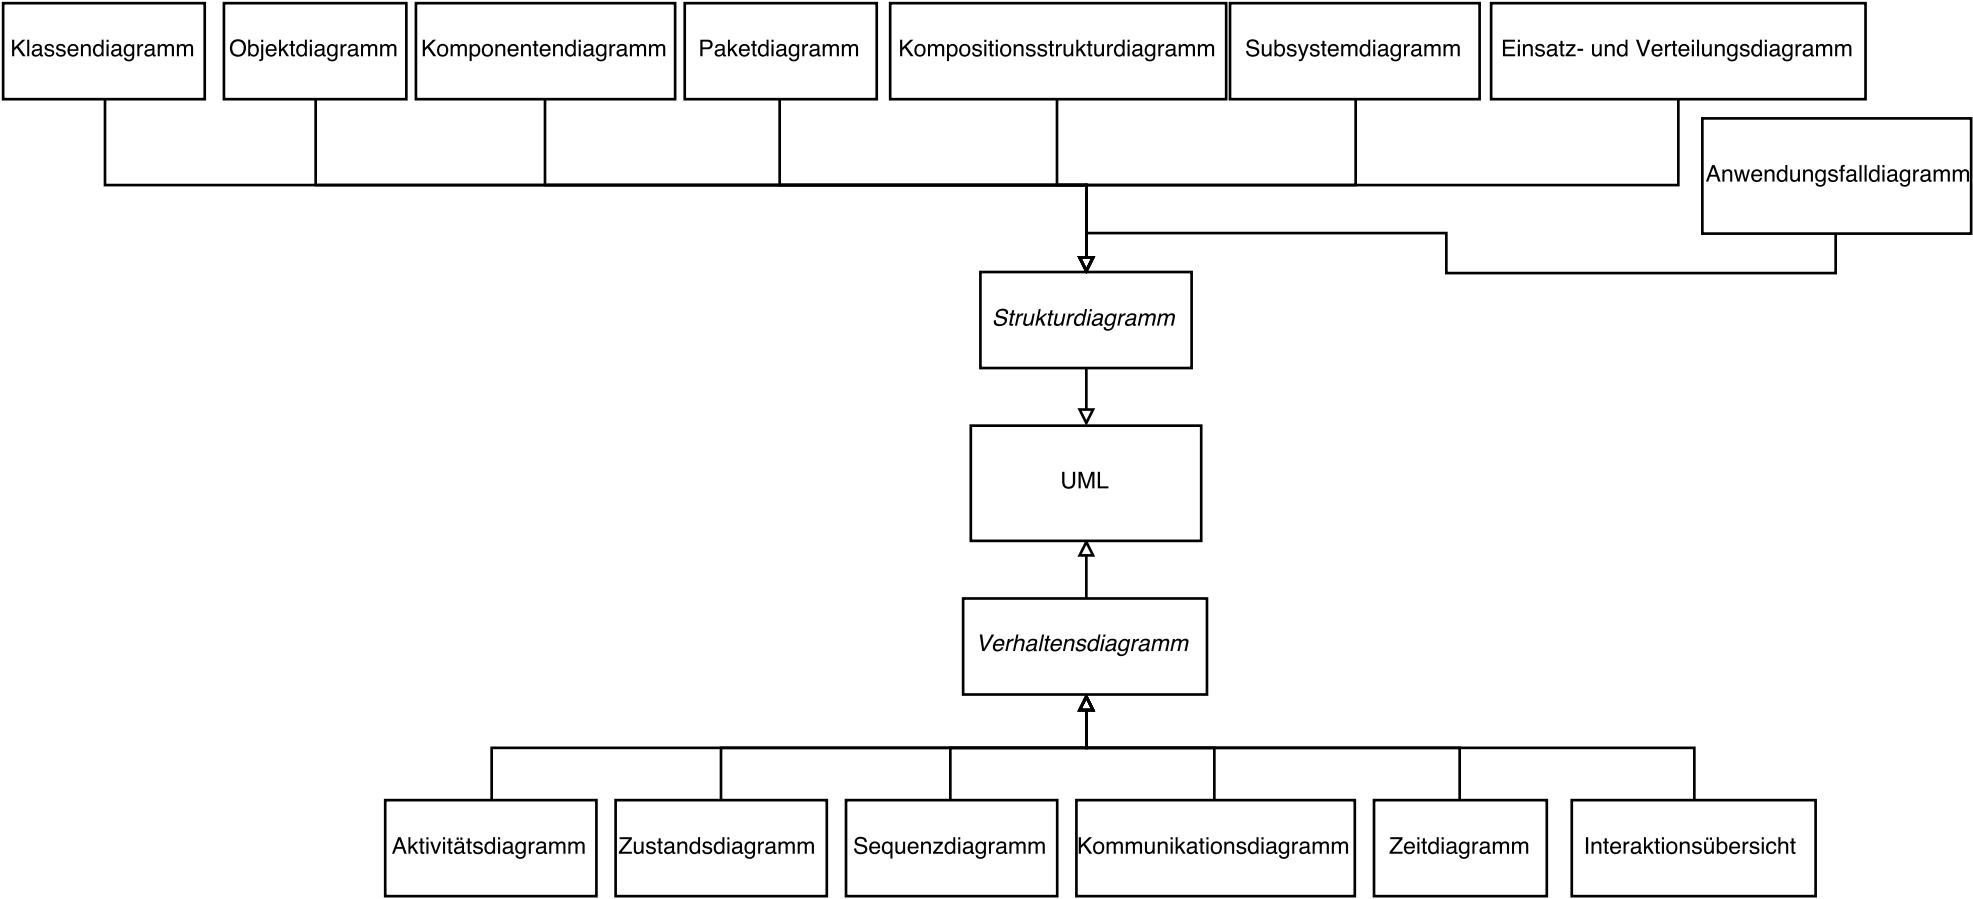 Klassendiagramm
Objektdiagramm
Komponentendiagramm
Paketdiagramm
Kompositionsstrukturdiagramm
Subsystemdiagramm
Einsatz- und Verteilungsdiagramm
Anwendungsfalldiagramm
Strukturdiagramm
UML
Verhaltensdiagramm
Aktivitätsdiagramm
Zustandsdiagramm
Sequenzdiagramm
Kommunikationsdiagramm
Zeitdiagramm
Interaktionsübersicht